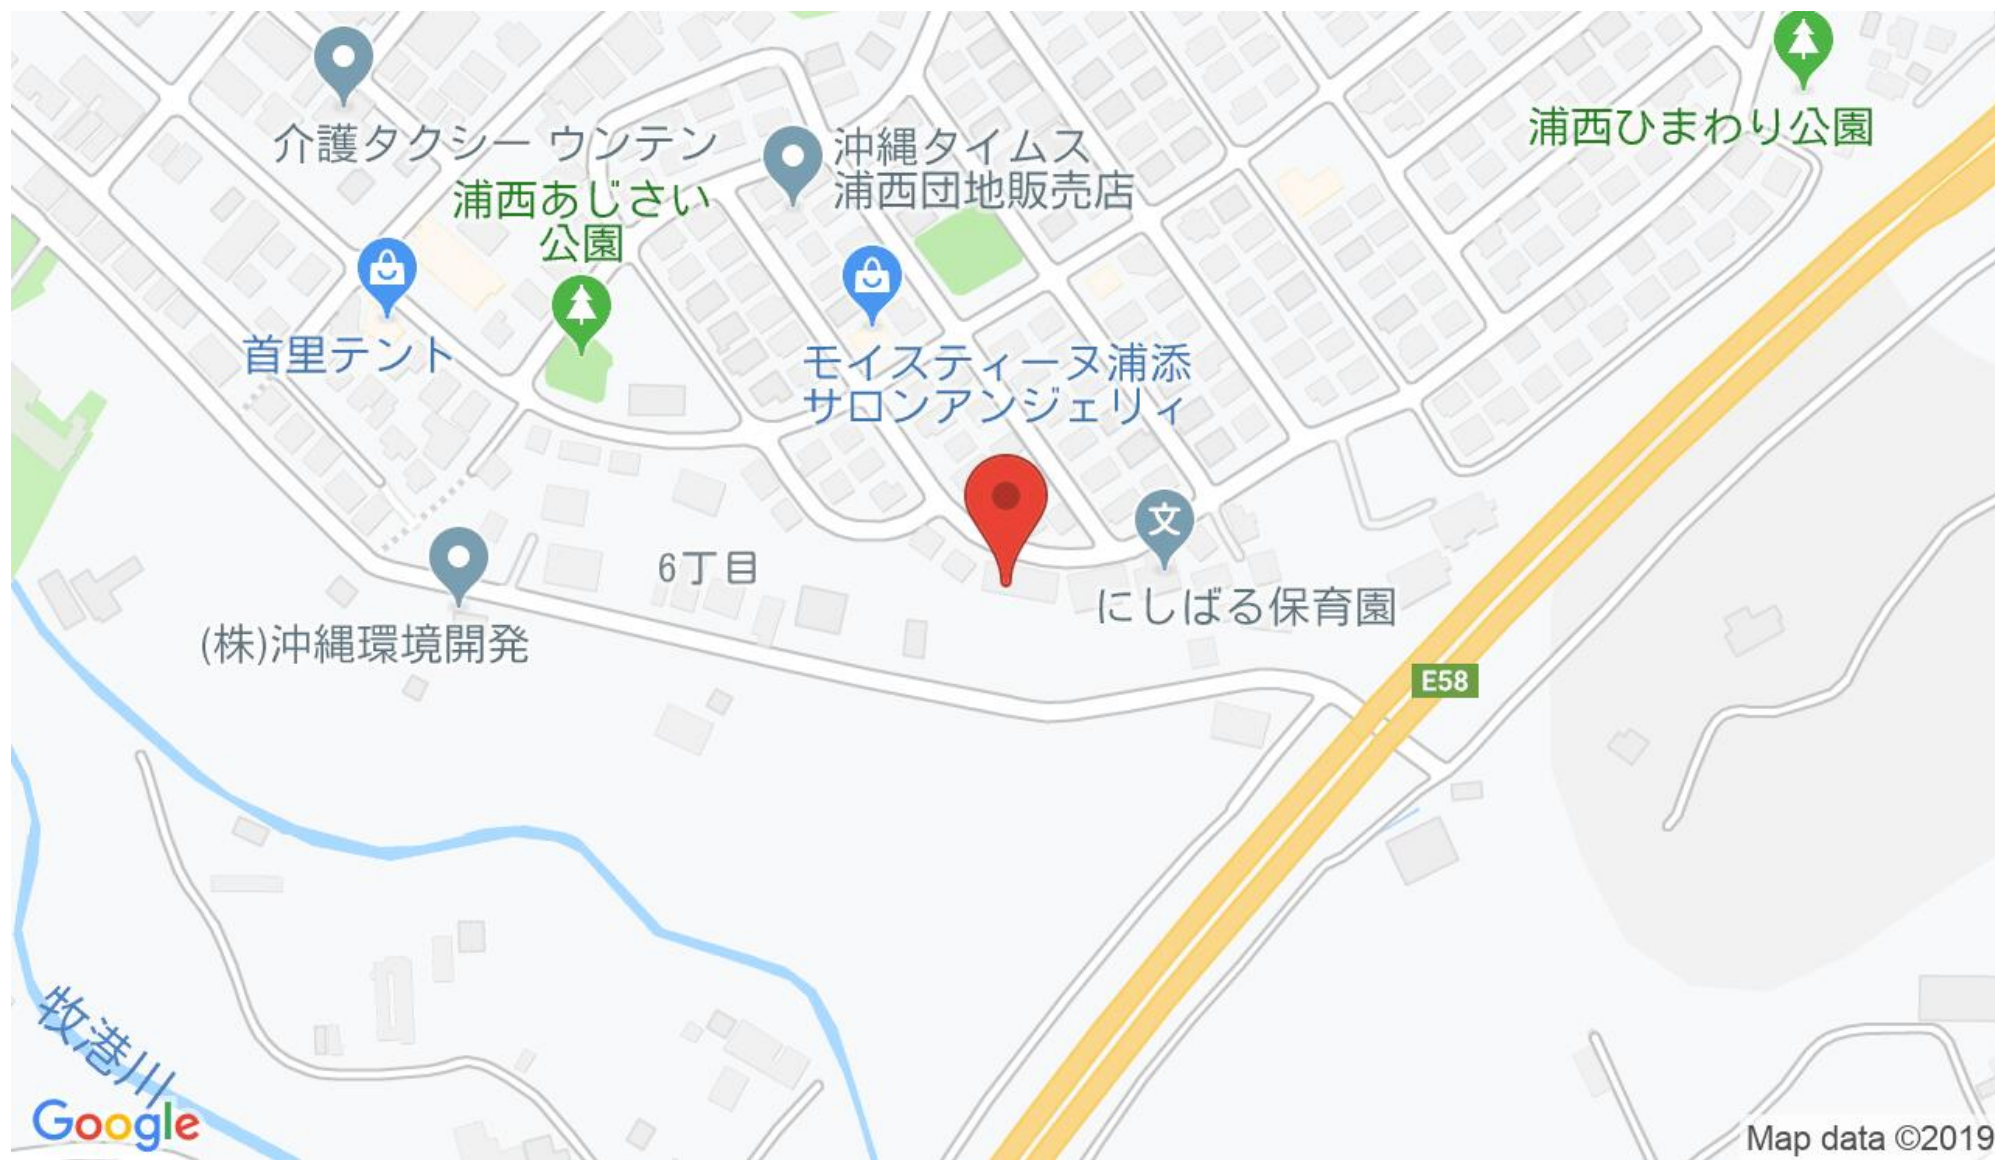 浦西ひまわり公園
介護タクシー ウンテン
沖縄タイムス
浦西団地販売店
浦西あじさい
公園
首里テント
モイスティーヌ浦添
サロンアンジェリィ
文
6丁目
にしばる保育園
(株)沖縄環境開発
E58
牧港川
Google
Map data ©2019